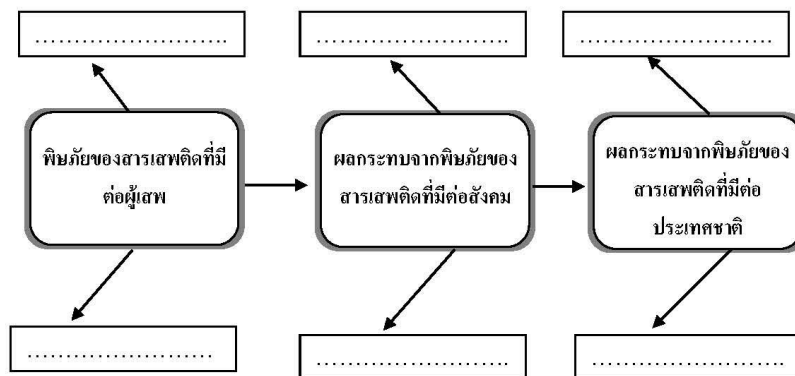 ........................
........................
........................
พิษภัยของสารเสพติดที่มี
ต่อผู้เสพ
ผลกระทบจากพิษภัยของ
สารเสพติดที่มีต่อสังคม
ผลกระทบจากพิษภัยของ
สารเสพติดที่มีต่อ
ประเทศชาติ
........................
........................
........................